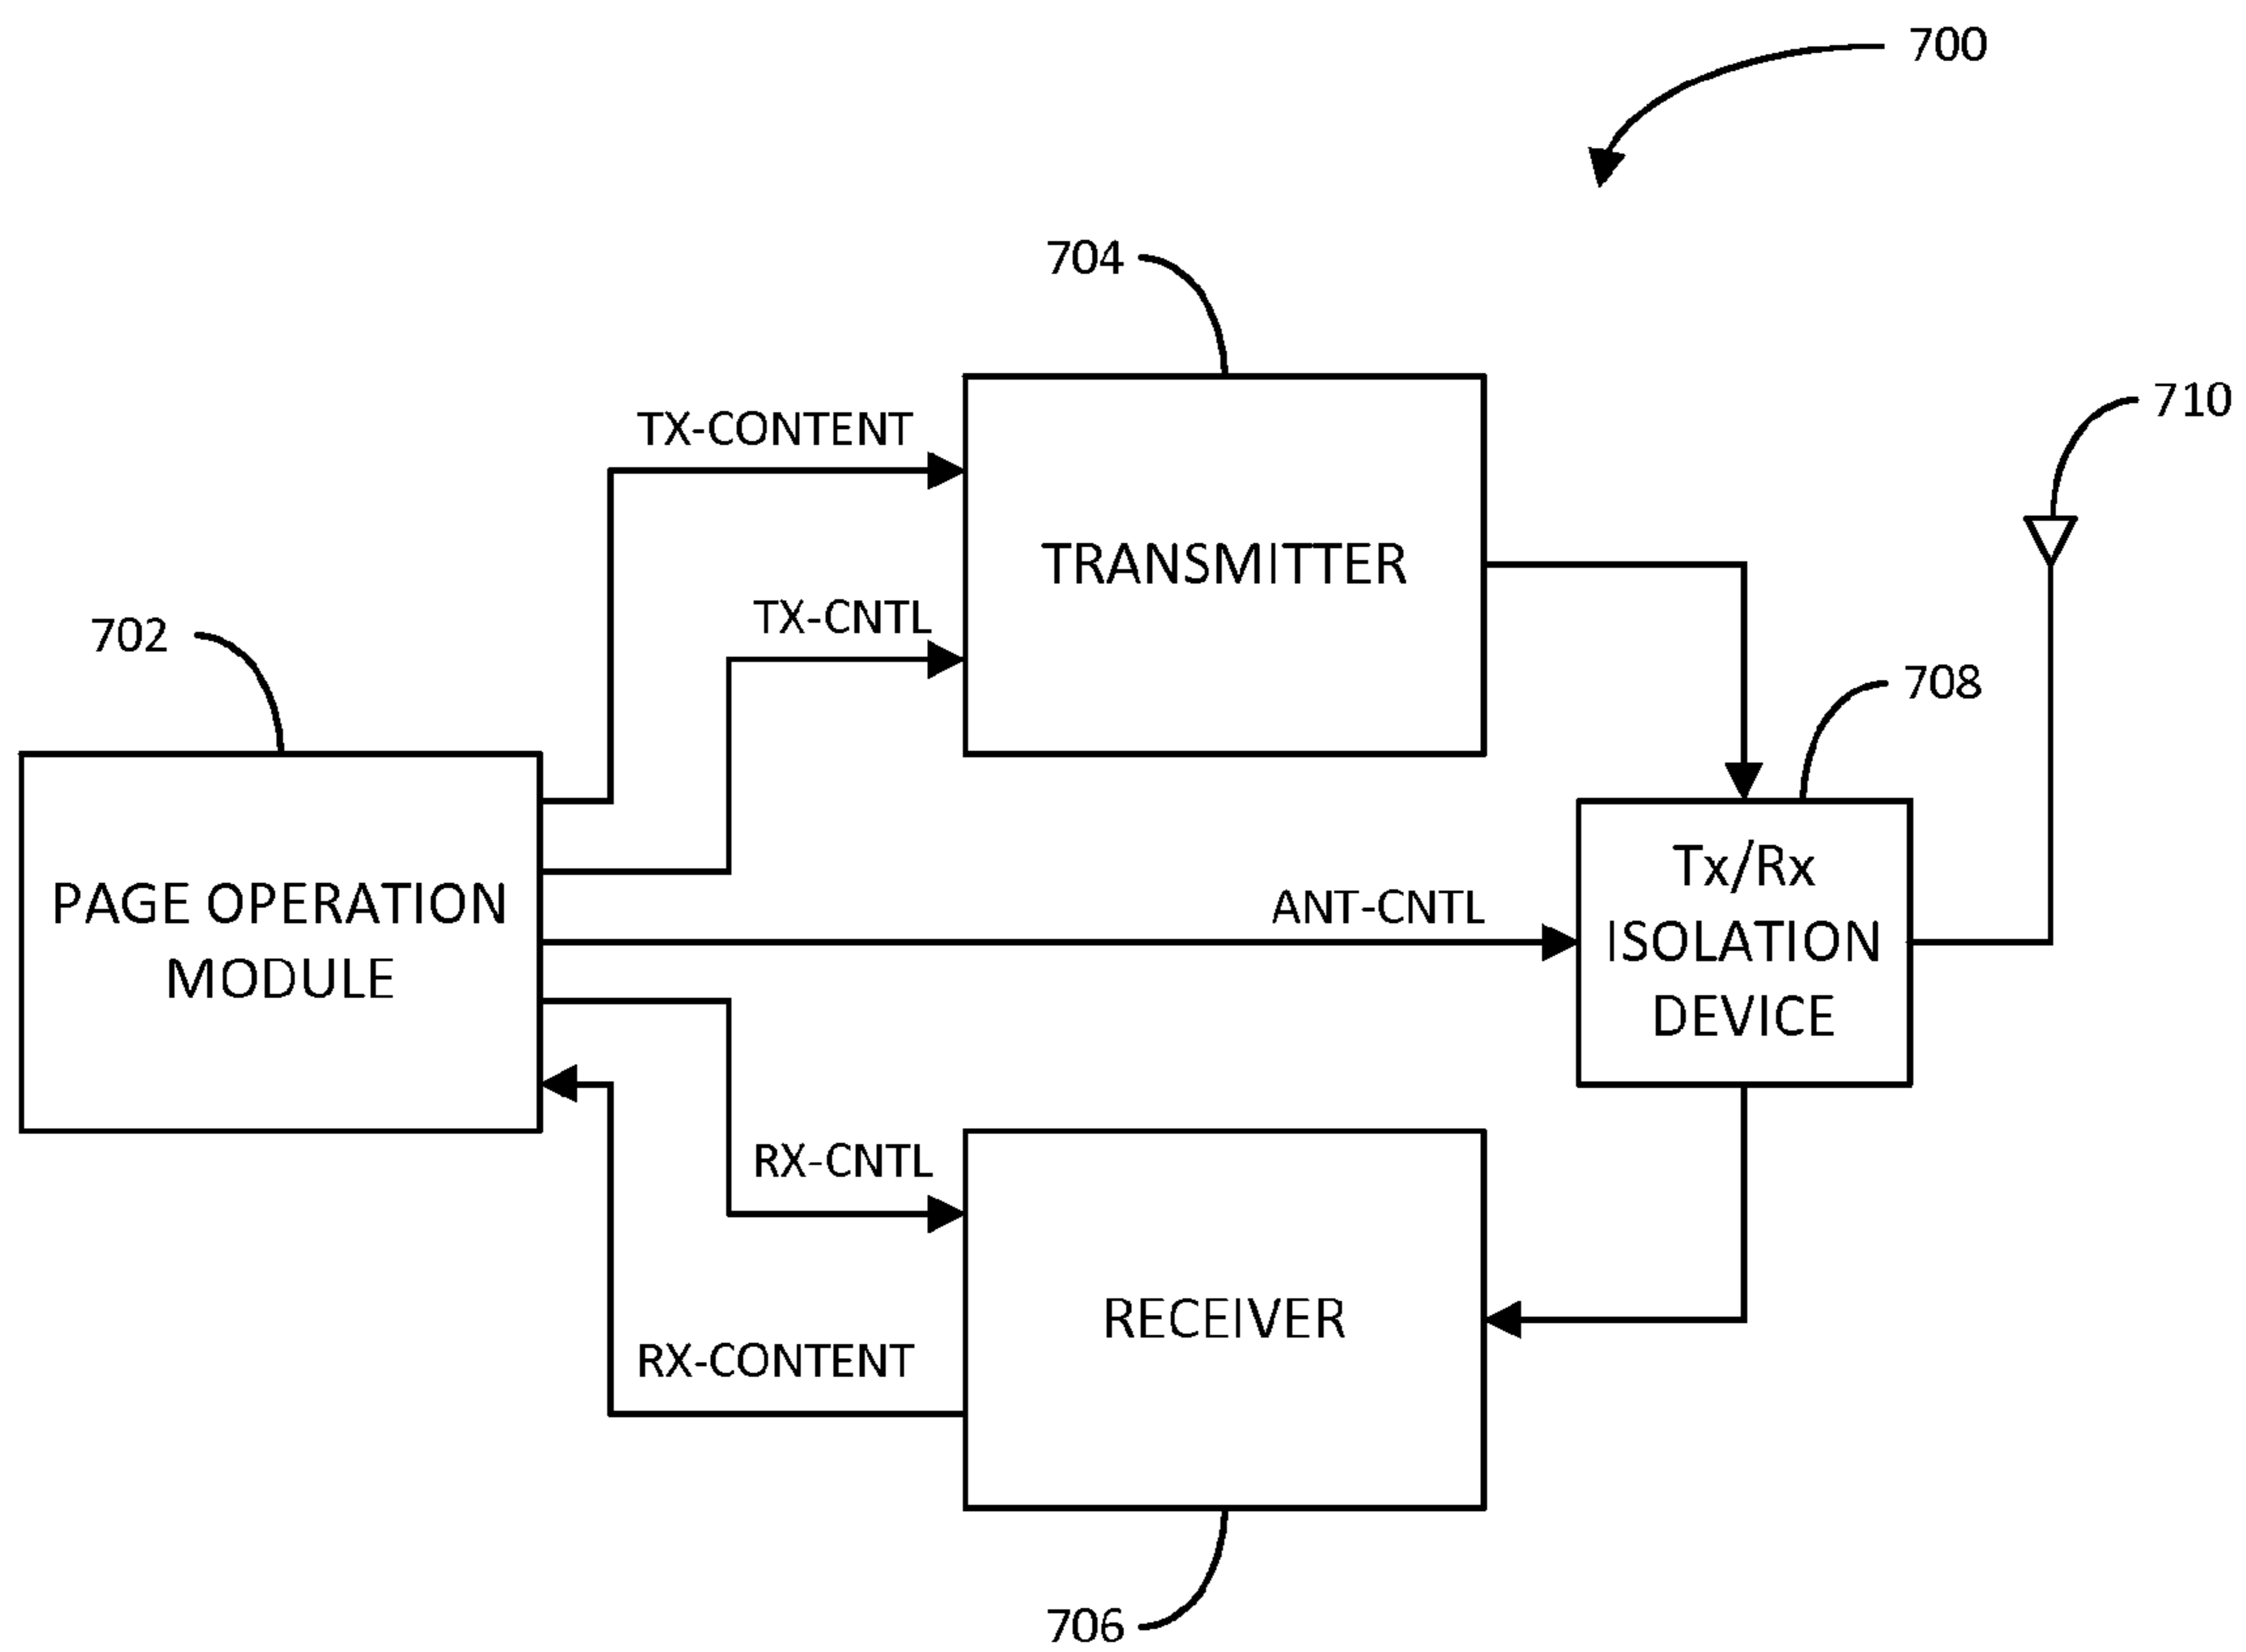 700
704
710
TX-CONTENT
TRANSMITTER
TX-CNTL
702
708
PAGE OPERATION
MODULE
ANT-CNTL
Tx/Rx
ISOLATION
DEVICE
RX-CNTL
RECEIVER
RX-CONTENT
706